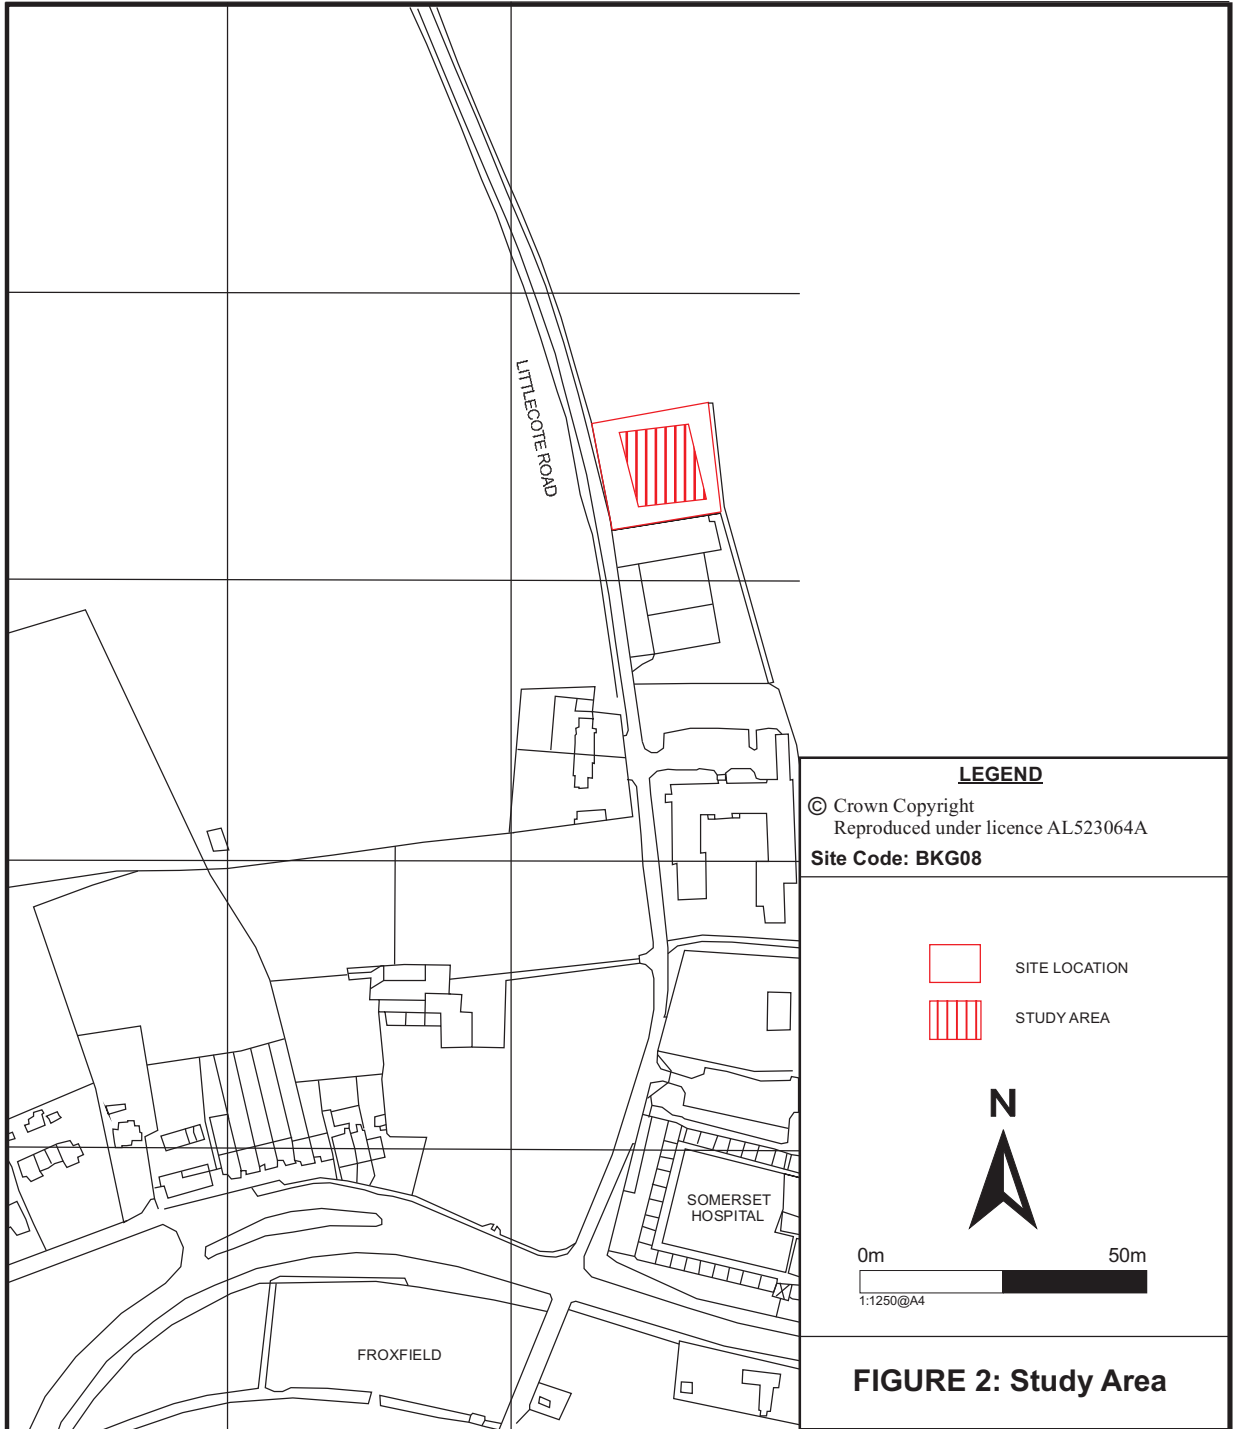 LITTLECOTE ROAD
LEGEND
© Crown Copyright
Reproduced under licence AL523064A
Site Code: BKG08
SITE LOCATION
STUDY AREA
N
0m 50m
1:1250@A4
SOMERSET
HOSPITAL
FROXFIELD
FIGURE 2: Study Area